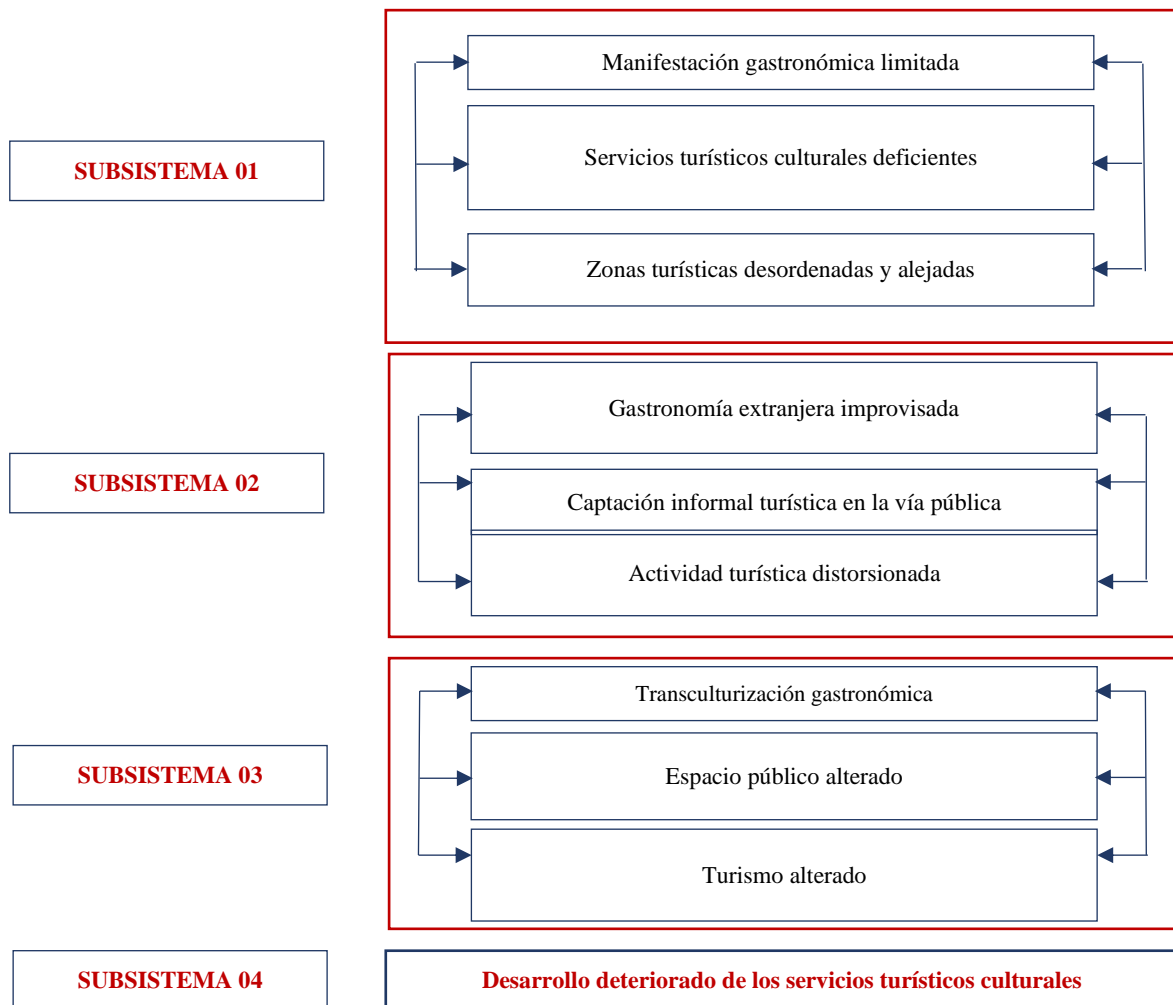 Manifestación gastronómica limitada
SUBSISTEMA 01
Servicios turísticos culturales deficientes
Zonas turísticas desordenadas y alejadas
Gastronomía extranjera improvisada
SUBSISTEMA 02
Captación informal turística en la vía pública
Actividad turística distorsionada
Transculturización gastronómica
SUBSISTEMA 03
Espacio público alterado
Turismo alterado
SUBSISTEMA 04
Desarrollo deteriorado de los servicios turísticos culturales